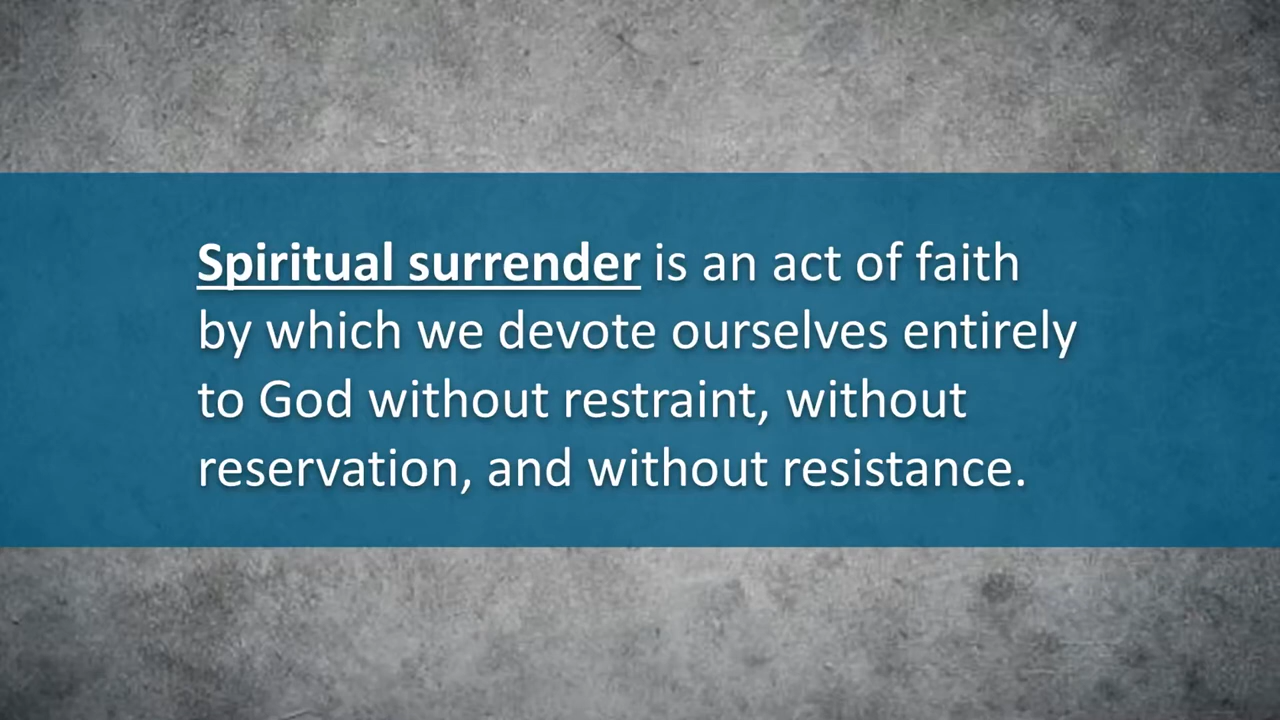 Spiritual surrender is an act of faith
by which we devote ourselves entirely
to God without restraint, without
reservation, and without resistance.